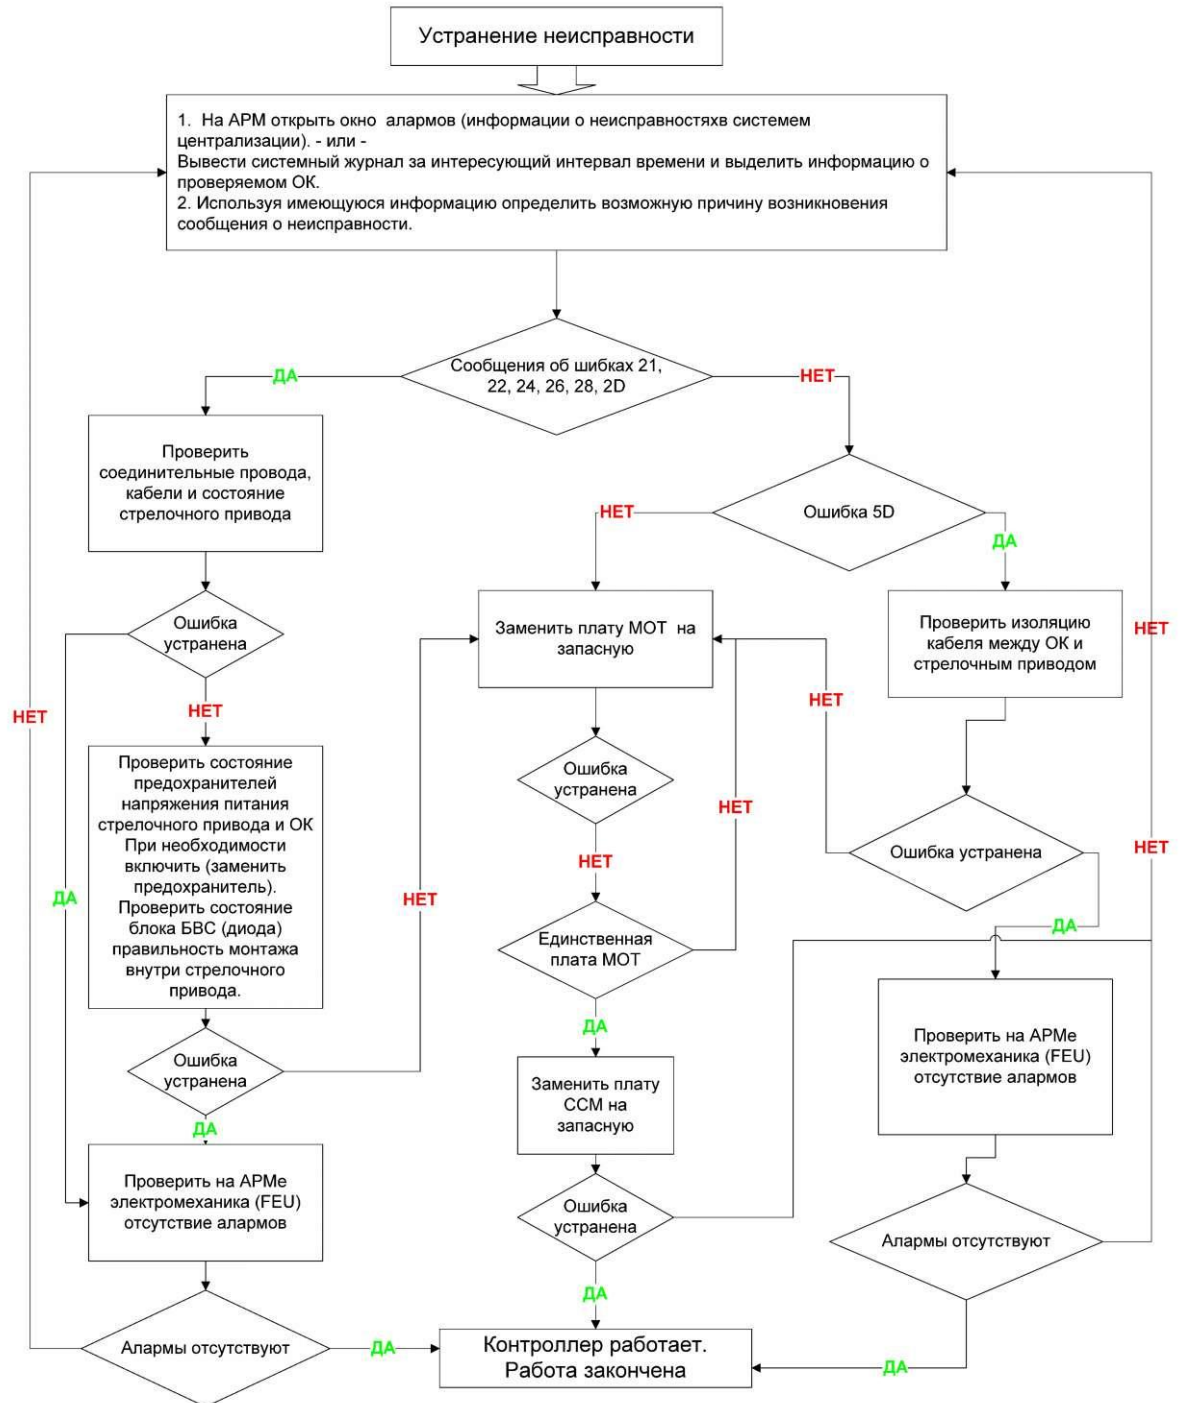 Устранение неисправности
1. На АРМ открыть окно алармов (информации о неисправностяхв системем
централизации). - или -
Вывести системный журнал за интересующий интервал времени и выделить информацию о
проверяемом ОК.
2. Используя имеющуюся информацию определить возможную причину возникновения
сообщения о неисправности.
Сообщения об шибках 21,
22, 24, 26, 28, 2D
ДА
НЕТ
Проверить
соединительные провода,
кабели и состояние
стрелочного привода
Ошибка 5D
НЕТ
ДА
Ошибка
устранена
Заменить плату МОТ на
запасную
Проверить изоляцию
кабеля между ОК и
стрелочным приводом
НЕТ
НЕТ
НЕТ
НЕТ
Проверить состояние
предохранителей
напряжения питания
стрелочного привода и ОК
При необходимости
включить (заменить
предохранитель).
Проверить состояние
блока БВС (диода)
правильность монтажа
внутри стрелочного
привода.
Ошибка
устранена
НЕТ
Ошибка устранена
НЕТ
НЕТ
ДА
НЕТ
ДА
Единственная
плата МОТ
ДА
Ошибка
устранена
Заменить плату
ССМ на
запасную
Проверить на АРМе
электромеханика (FEU)
отсутствие алармов
ДА
Проверить на АРМе
электромеханика (FEU)
отсутствие алармов
Ошибка
устранена
Алармы отсутствуют
ДА
Алармы отсутствуют
ДА
Контроллер работает.
Работа закончена
ДА